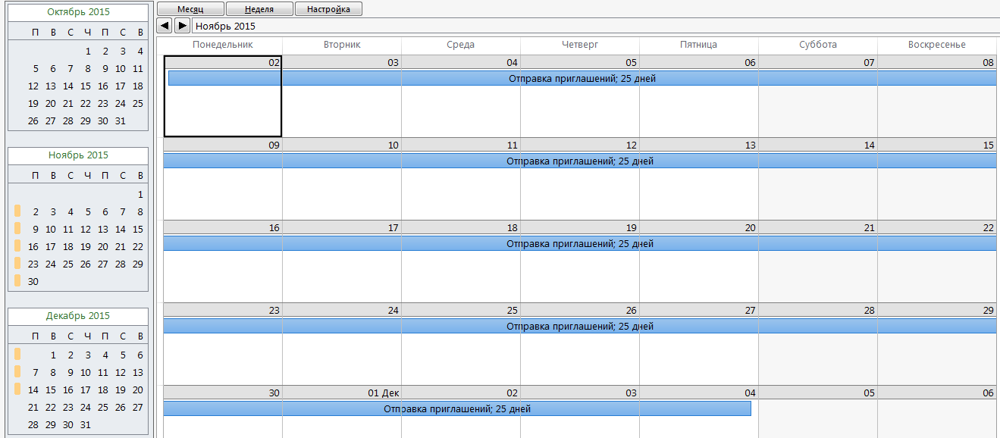 Октябрь 2015
П В С Ч П С В
1 2 3 4
5 6 7 8 9 10 11
12 13 14 15 16 17 18
19 20 21 22 23 24 25
26 27 28 29 30 31
Ноябрь 2015
П В С Ч П С В
1
2 3 4 5 6 7 8
9 10 11 12 13 14 15
16 17 18 19 20 21 22
23 24 25 26 27 28 29
30
Декабрь 2015
П В С Ч П С В
1 2 3 4 5 6
7 8 9 10 11 12 13
14 15 16 17 18 19 20
21 22 23 24 25 26 27
28 29 30 31
Месяц Неделя Настройка
Ноябрь 2015
Понедельник Вторник Среда Четверг Пятница Суббота Воскресенье
02 03 04 05 06 07 08
Отправка приглашений; 25 дней
09 10 11 12 13 14 15
Отправка приглашений; 25 дней
16 17 18 19 20 21 22
Отправка приглашений; 25 дней
23 24 25 26 27 28 29
Отправка приглашений; 25 дней
30 01 Дек 02 03 04 05 06
Отправка приглашений; 25 дней